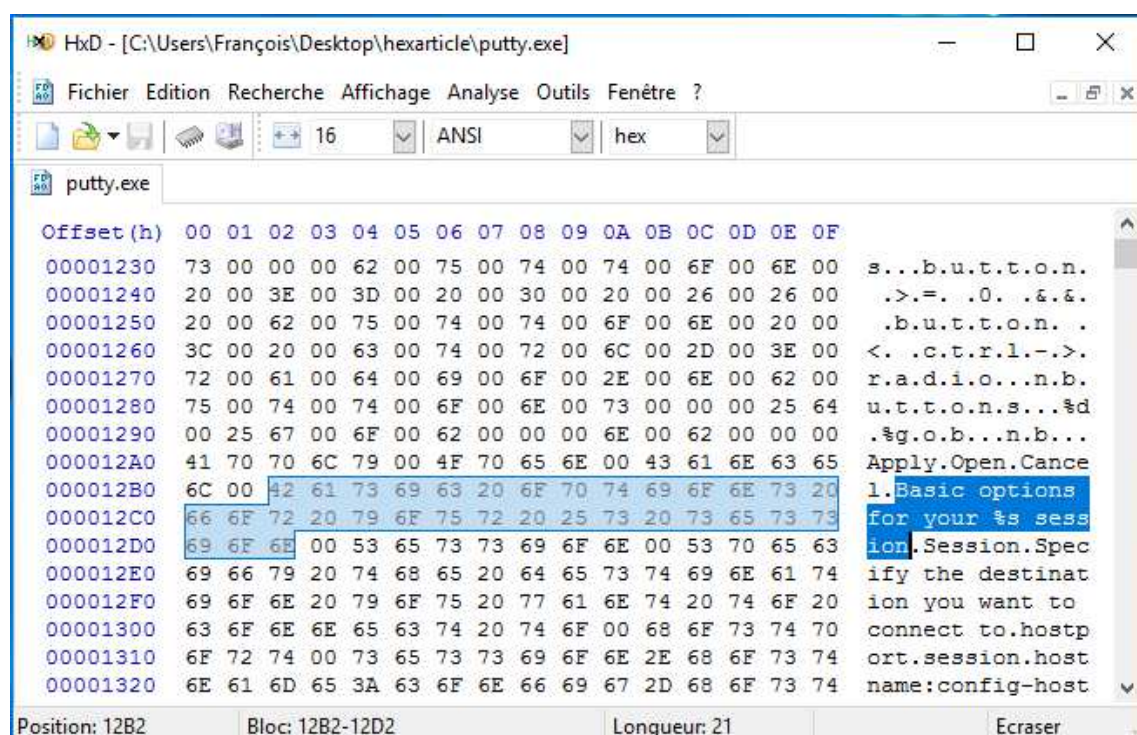 HxD - [C:\Users\François\Desktop\hexarticle\putty.exe]
Fichier Edition Recherche Affichage Analyse Outils Fenêtre ?
16 ANSI hex
putty.exe
Offset(h) 00 01 02 03 04 05 06 07 08 09 0A 0B 0C 0D 0E 0F
00001230 73 00 00 00 62 00 75 00 74 00 74 00 6F 00 6E 00 s...b.u.t.t.o.n.
00001240 20 00 3E 00 3D 00 20 00 30 00 20 00 26 00 26 00 .>.=. .0. .&.&.
00001250 20 00 62 00 75 00 74 00 74 00 6F 00 6E 00 20 00 .b.u.t.t.o.n. .
00001260 3C 00 20 00 63 00 74 00 72 00 6C 00 2D 00 3E 00 <. .c.t.r.l.-.>.
00001270 72 00 61 00 64 00 69 00 6F 00 2E 00 6E 00 62 00 r.a.d.i.o...n.b.
00001280 75 00 74 00 74 00 6F 00 6E 00 73 00 00 00 25 64 u.t.t.o.n.s...%d
00001290 00 25 67 00 6F 00 62 00 00 00 6E 00 62 00 00 00 .%g.o.b...n.b...
000012A0 41 70 70 6C 79 00 4F 70 65 6E 00 43 61 6E 63 65 Apply.Open.Cance
000012B0 6C 00 42 61 73 69 63 20 6F 70 74 69 6F 6E 73 20 l.Basic options
000012C0 66 6F 72 20 79 6F 75 72 20 25 73 20 73 65 73 73 for your %s sess
000012D0 69 6F 6E 00 53 65 73 73 69 6F 6E 00 53 70 65 63 ion.Session.Spec
000012E0 69 66 79 20 74 68 65 20 64 65 73 74 69 6E 61 74 ify the destinat
000012F0 69 6F 6E 20 79 6F 75 20 77 61 6E 74 20 74 6F 20 ion you want to
00001300 63 6F 6E 6E 65 63 74 20 74 6F 00 68 6F 73 74 70 connect to.hostp
00001310 6F 72 74 00 73 65 73 73 69 6F 6E 2E 68 6F 73 74 ort.session.host
00001320 6E 61 6D 65 3A 63 6F 6E 66 69 67 2D 68 6F 73 74 name:config-host
Position: 12B2 Bloc: 12B2-12D2 Longueur: 21 Ecraser